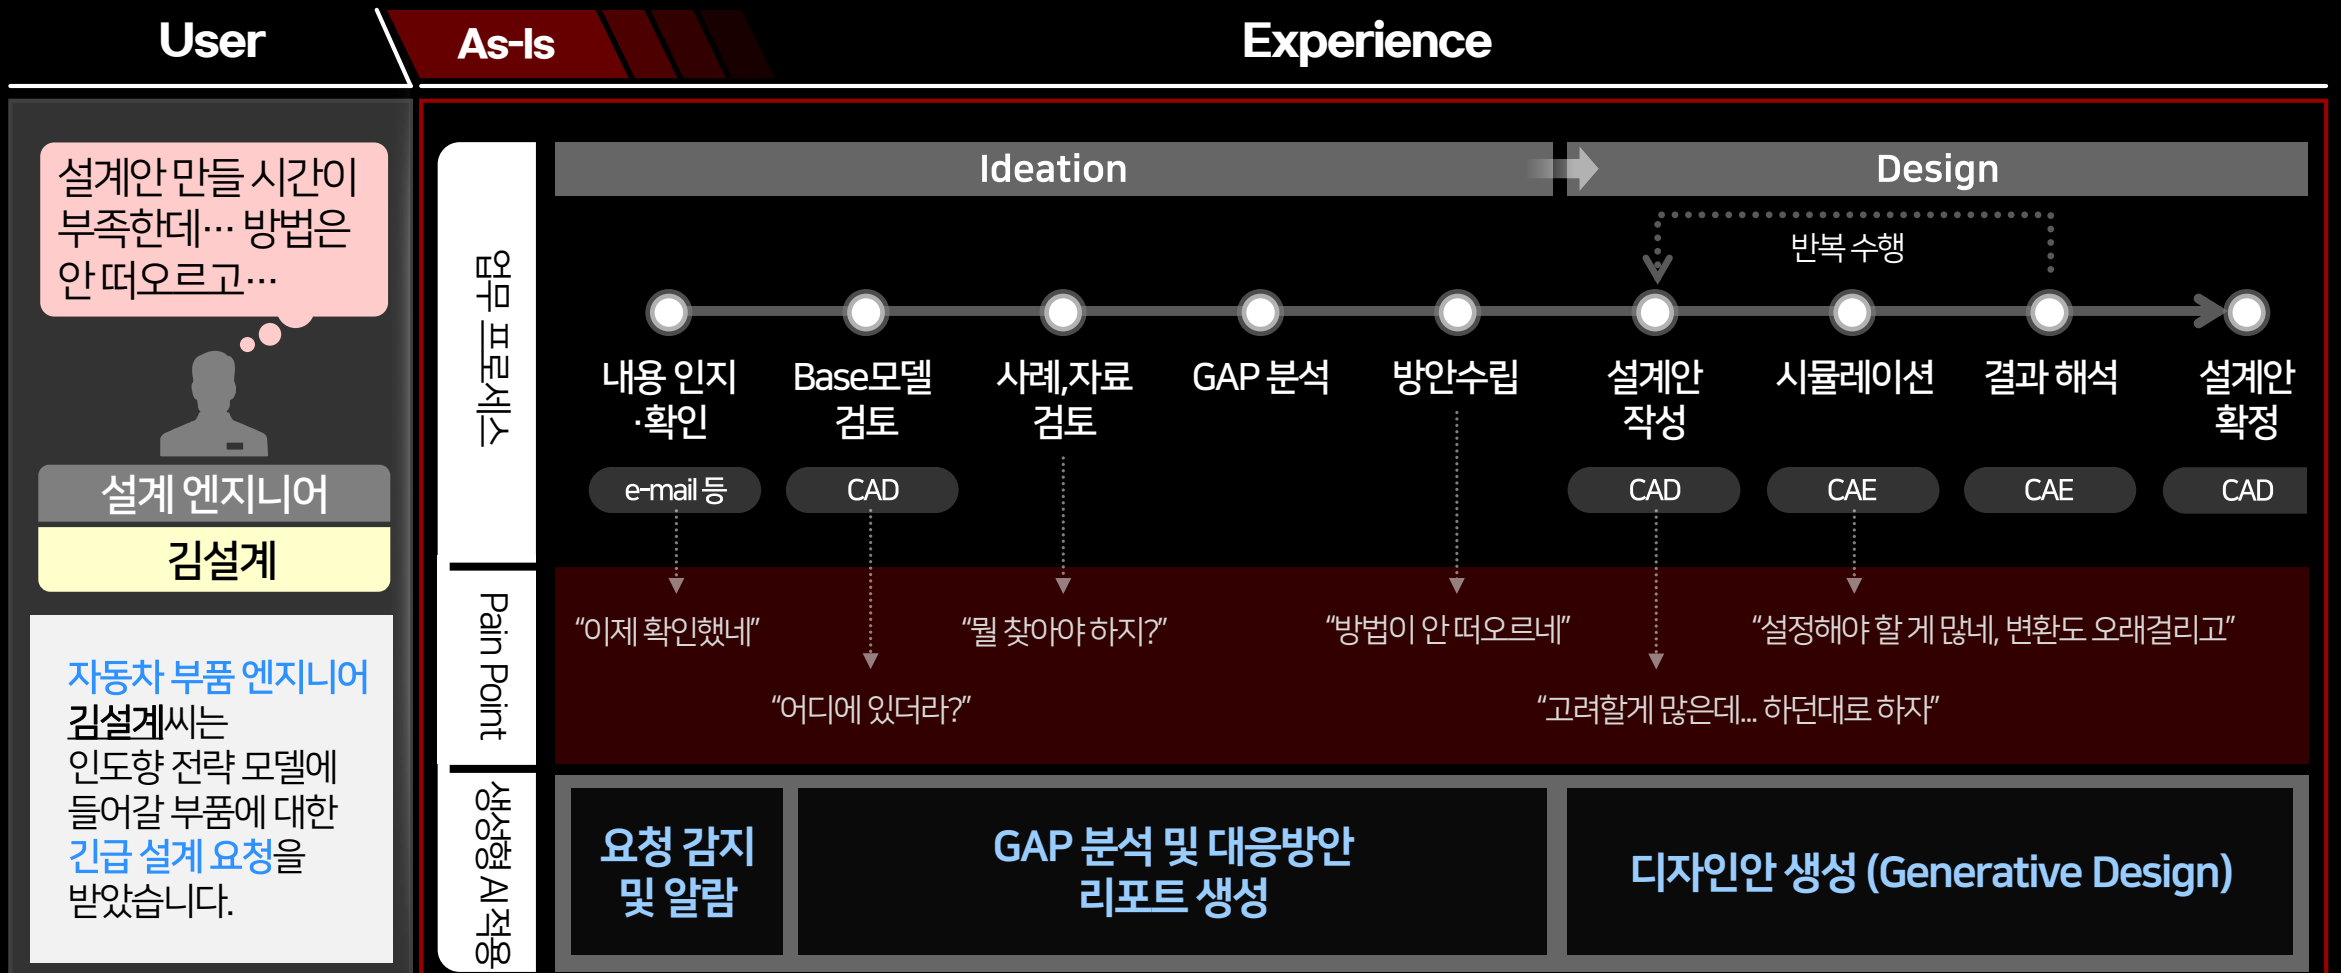 User
As-Is
Experience
설계안 만들 시간이
부족한데… 방법은
안 떠오르고…
설계 엔지니어
김설계
자동차 부품 엔지니어
김설계씨는
인도향 전략 모델에
들어갈 부품에 대한
긴급 설계 요청을
받았습니다.
업무 프로세스
Ideation
Design
반복 수행
내용 인지
·확인
Base모델
검토
사례,자료
검토
GAP 분석
방안수립
설계안
작성
시뮬레이션
결과 해석
설계안
확정
e-mail 등
CAD
CAD
CAE
CAE
CAD
Pain Point
“이제 확인했네”
“뭘 찾아야 하지?”
“방법이 안 떠오르네”
“설정해야 할 게 많네, 변환도 오래걸리고”
“어디에 있더라?”
“고려할게 많은데... 하던대로 하자”
생성형 AI 적용
요청 감지
및 알람
GAP 분석 및 대응방안
리포트 생성
디자인안 생성 (Generative Design)